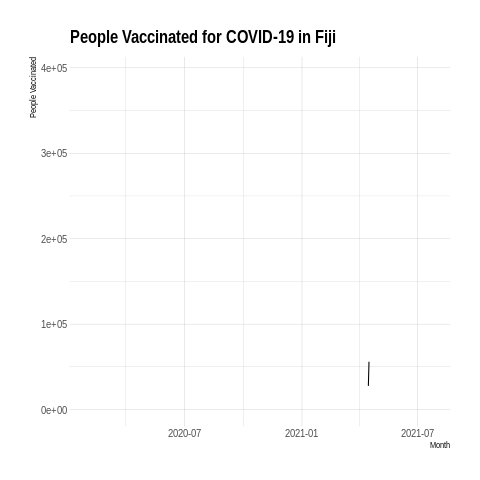 People Vaccinated for COVID-19 in Fiji
People Vaccinated
4e+05
3e+05
2e+05
1e+05
0e+00
2020-07 2021-01 2021-07
Month